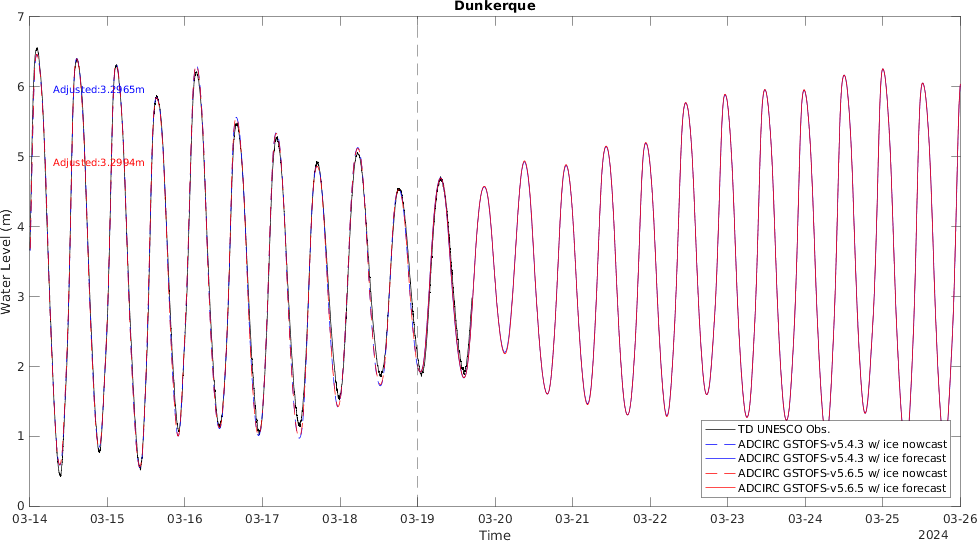 Dunkerque
7
6
5
4
3
2
1
0
Water Level (m)
Adjusted:3.2965m
Adjusted:3.2994m
TD UNESCO Obs.
ADCIRC GSTOFS-v5.4.3 w/ ice nowcast
ADCIRC GSTOFS-v5.4.3 w/ ice forecast
ADCIRC GSTOFS-v5.6.5 w/ ice nowcast
ADCIRC GSTOFS-v5.6.5 w/ ice forecast
03-14 03-15 03-16 03-17 03-18 03-19 03-20 03-21 03-22 03-23 03-24 03-25 03-26
Time
2024